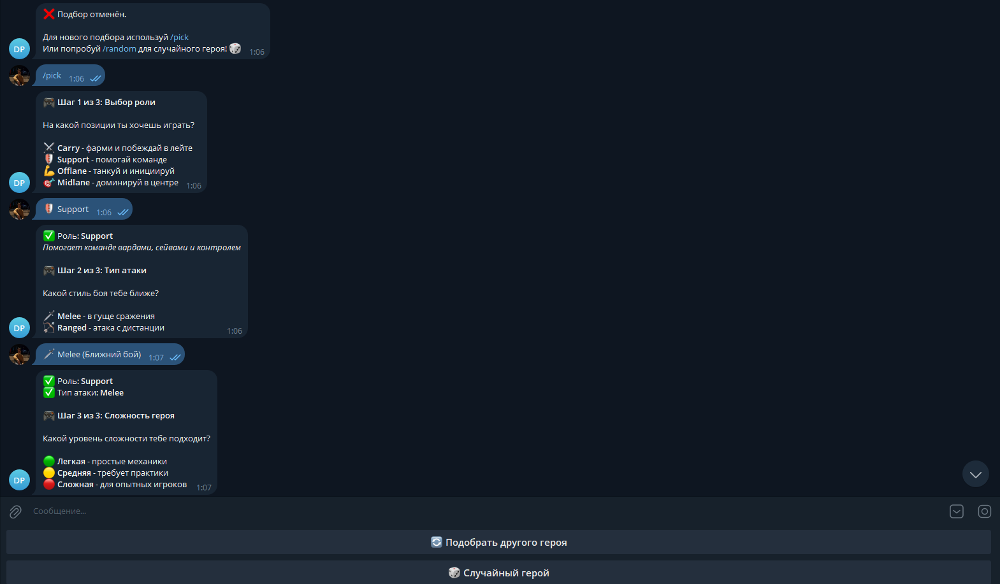 ❌ Подбор отменён.
Для нового подбора используй /pick
Или попробуй /random для случайного героя! 🎲 1:06
DP
/pick 1:06
🎮 Шаг 1 из 3: Выбор роли
На какой позиции ты хочешь играть?
⚔️ Carry - фарми и побеждай в лейте
🛡️ Support - помогай команде
💪 Offlane - танкуй и инициируй
🎯 Midlane - доминируй в центре 1:06
DP
🛡️ Support 1:06
✅ Роль: Support
Помогает команде вардами, сейвами и контролем
🎮 Шаг 2 из 3: Тип атаки
Какой стиль боя тебе ближе?
🗡️ Melee - в гуще сражения
🏹 Ranged - атака с дистанции 1:06
DP
🗡️ Melee (Ближний бой) 1:07
✅ Роль: Support
✅ Тип атаки: Melee
🎮 Шаг 3 из 3: Сложность героя
Какой уровень сложности тебе подходит?
🟢 Легкая - простые механики
🟡 Средняя - требует практики
🔴 Сложная - для опытных игроков 1:07
DP
Сообщение...
🔄 Подобрать другого героя
🎲 Случайный герой